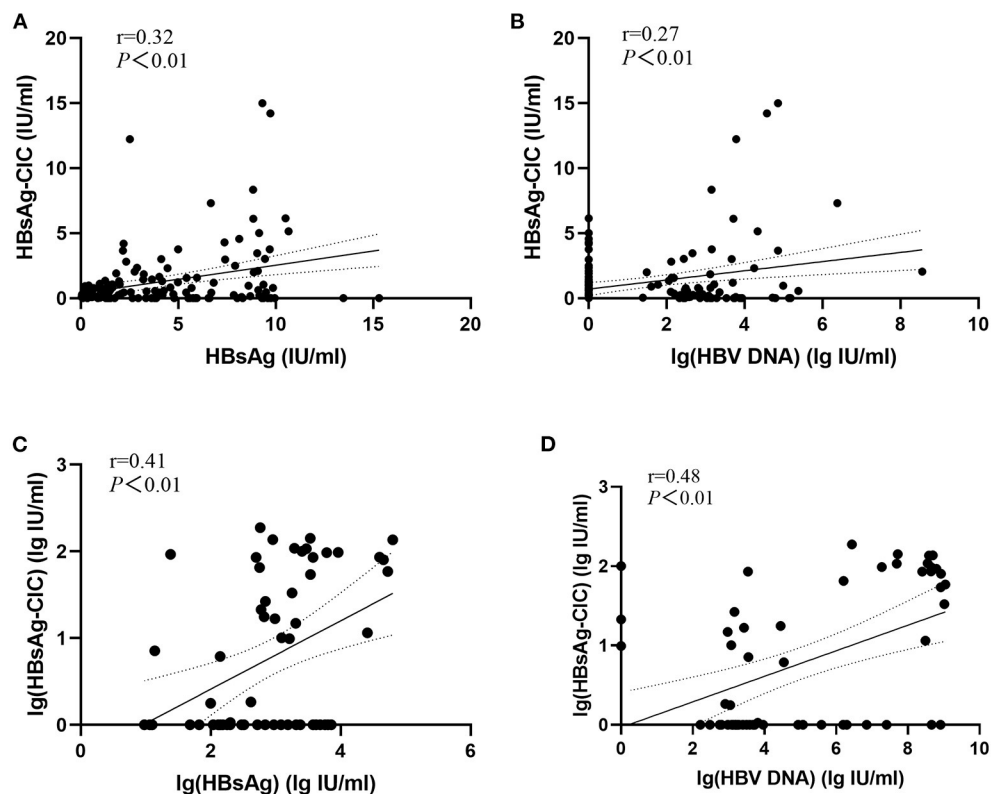 A
r=0.32
P<0.01
HBsAg-CIC (IU/ml)
20
15
10
5
0
0 5 10 15 20
HBsAg (IU/ml)
B
r=0.27
P<0.01
HBsAg-CIC (IU/ml)
20
15
10
5
0
0 2 4 6 8 10
lg(HBV DNA) (lg IU/ml)
C
r=0.41
P<0.01
lg(HBsAg-CIC) (lg IU/ml)
3
2
1
0
0 2 4 6
lg(HBsAg) (lg IU/ml)
D
r=0.48
P<0.01
lg(HBsAg-CIC) (lg IU/ml)
3
2
1
0
0 2 4 6 8 10
lg(HBV DNA) (lg IU/ml)